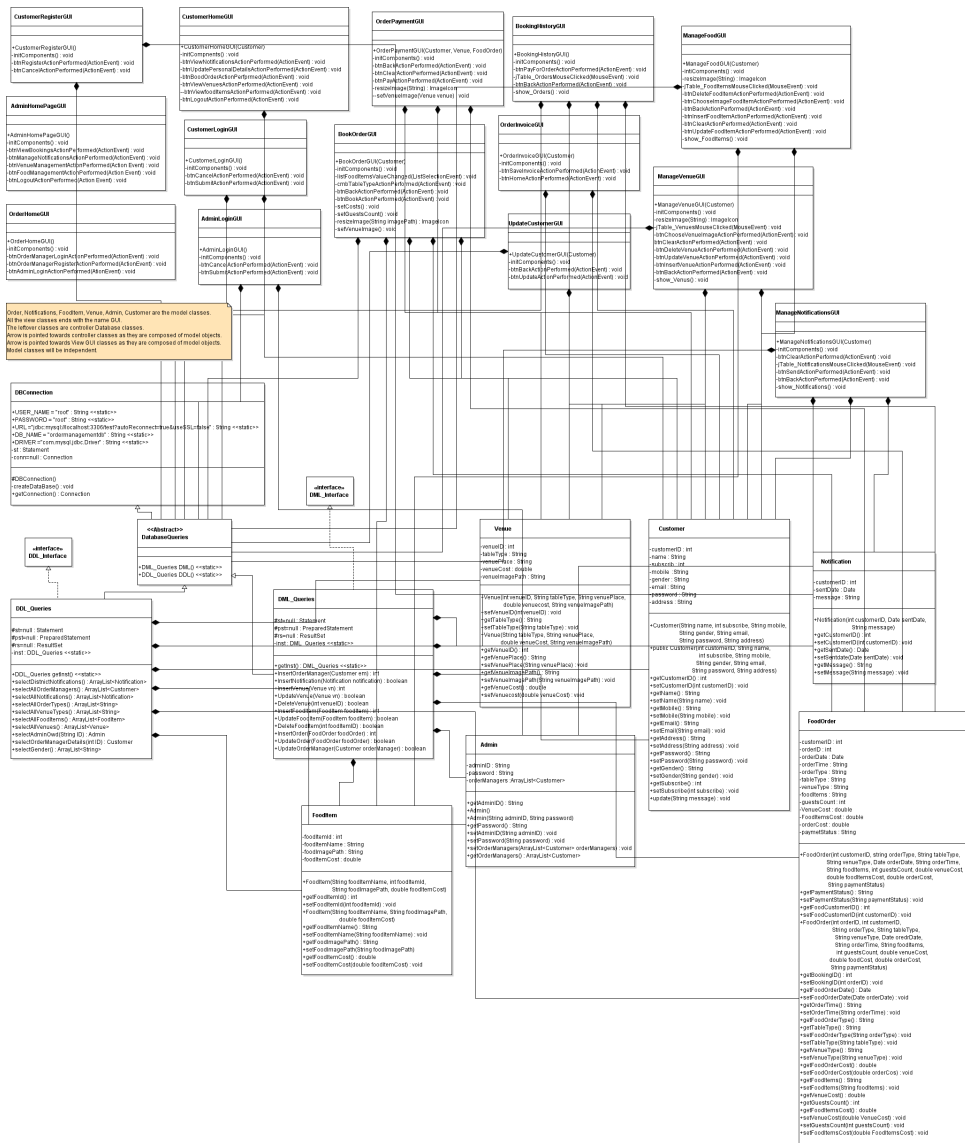 CustomerRegisterGUI
+CustomerRegisterGUI()
-initComponents() : void
-btnRegisterActionPerformed(ActionEvent) : void
-btnCancelActionPerformed(ActionEvent) : void
CustomerHomeGUI
+CustomerHomeGUI(Customer)
-initComponents() : void
-btnViewNotificationsActionPerformed(ActionEvent) : void
-btnUpdatePersonalDetailsActionPerformed(ActionEvent) : void
-btnBookOrderActionPerformed(ActionEvent) : void
-btnViewVenuesActionPerformed(ActionEvent) : void
-btnViewfoodItemsActionPerformed(ActionEvent) : void
-btnLogoutActionPerformed(ActionEvent) : void
OrderPaymentGUI
+OrderPaymentGUI(Customer, Venue, FoodOrder)
-initComponents() : void
-btnBackActionPerformed(ActionEvent) : void
-btnClearActionPerformed(ActionEvent) : void
-btnPayActionPerformed(ActionEvent) : void
-resizeImage(String) : ImageIcon
-setVenueImage(Venue venue) : void
BookingHistoryGUI
+BookingHistoryGUI()
-initComponents() : void
-btnPayForOrderActionPerformed(ActionEvent) : void
-jTable_OrdersMouseClicked(MouseEvent) : void
-btnBackActionPerformed(ActionEvent) : void
-show_Orders() : void
ManageFoodGUI
+ManageFoodGUI(Customer)
-initComponents() : void
-resizeImage(String) : ImageIcon
-jTable_FoodItemsMouseClicked(MouseEvent) : void
-btnDeleteFoodItemActionPerformed(ActionEvent) : void
-btnChooseImageFoodItemActionPerformed(ActionEvent) : void
-btnBackActionPerformed(ActionEvent) : void
-btnInsertFoodItemActionPerformed(ActionEvent) : void
-btnClearActionPerformed(ActionEvent) : void
-btnUpdateFoodItemActionPerformed(ActionEvent) : void
-show_FoodItems() : void
AdminHomePageGUI
+AdminHomePageGUI()
-initComponents() : void
-btnViewBookingsActionPerformed(ActionEvent) : void
-btnManageNotificationsActionPerformed(ActionEvent) : void
-btnVenueManagementActionPerformed(ActionEvent) : void
-btnFoodManagementActionPerformed(ActionEvent) : void
-btnLogoutActionPerformed(Action Event) : void
CustomerLoginGUI
+CustomerLoginGUI()
-initComponents() : void
-btnCancelActionPerformed(ActionEvent) : void
-btnSubmitActionPerformed(ActionEvent) : void
BookOrderGUI
+BookOrderGUI(Customer)
-initComponents() : void
-listFoodItemsValueChanged(ListSelectionEvent) : void
-cmbTableTypeActionPerformed(ActionEvent) : void
-btnBackActionPerformed(ActionEvent) : void
-btnBookActionPerformed(ActionEvent) : void
-setCosts() : void
-setGuestsCount() : void
-resizeImage(String imagePath) : ImageIcon
-setVenueImage() : void
OrderInvoiceGUI
+OrderInvoiceGUI(Customer)
-initComponents() : void
-btnSaveInvoiceActionPerformed(ActionEvent) : void
-btnHomeActionPerformed(ActionEvent) : void
ManageVenueGUI
+ManageVenueGUI(Customer)
-initComponents() : void
-resizeImage(String) : ImageIcon
-jTable_VenuesMouseClicked(MouseEvent) : void
-btnChooseVenueImageActionPerformed(ActionEvent) : void
-btnClearActionPerformed(ActionEvent) : void
-btnDeleteVenueActionPerformed(ActionEvent) : void
-btnUpdateVenueActionPerformed(ActionEvent) : void
-btnInsertVenueActionPerformed(ActionEvent) : void
-btnBackActionPerformed(ActionEvent) : void
-show_Venus() : void
OrderHomeGUI
+OrderHomeGUI()
-initComponents() : void
-btnOrderManagerLoginActionPerformed(ActionEvent) : void
-btnOrderManagerRegisterActionPerformed(ActionEvent) : void
-btnAdminLoginActionPerformed(AtionEvent) : void
AdminLoginGUI
+AdminLoginGUI()
-initComponents() : void
-btnCancelActionPerformed(ActionEvent) : void
-btnSubmitActionPerformed(ActionEvent) : void
UpdateCustomerGUI
+UpdateCustomerGUI(Customer)
-initComponents() : void
-btnBackActionPerformed(ActionEvent) : void
-btnUpdateActionPerformed(ActionEvent) : void
Order, Notifications, FoodItem, Venue, Admin, Customer are the model classes.
All the view classes ends with the name GUI.
The leftover classes are controller Database classes.
Arrow is pointed towards controller classes as they are composed of model objects.
Arrow is pointed towards View GUI classes as they are composed of model objects.
Model classes will be independent.
ManageNotificationsGUI
+ManageNotificationsGUI(Customer)
-initComponents() : void
-btnClearActionPerformed(ActionEvent) : void
-jTable_NotificationsMouseClicked(MouseEvent) : void
-btnSendActionPerformed(ActionEvent) : void
-btnBackActionPerformed(ActionEvent) : void
-show_Notifications() : void
DBConnection
+USER_NAME = "root" : String <<static>>
+PASSWORD = "root" : String <<static>>
+URL ="jdbc:mysql://localhost:3306/test?autoReconnect=true&useSSL=false" : String <<static>>
+DB_NAME = "ordermanagementdb" : String <<static>>
+DRIVER ="com.mysql.jdbc.Driver" : String <<static>>
-st : Statement
-conn=null : Connection
#DBConnection()
-createDataBase() : void
+getConnection() : Connection
«interface»
DML_Interface
«interface»
DDL_Interface
<<Abstract>>
DatabaseQueries
+DML_Queries DML() <<static>>
+DDL_Queries DDL() <<static>>
DDL_Queries
#st=null : Statement
#pst=null : PreparedStatement
#rs=null : ResultSet
-inst : DDL_Queries <<static>>
+DDL_Queries getInst() <<static>>
+selectDistrictNotifications() : ArrayList<Notification>
+selectAllOrderManagers() : ArrayList<Customer>
+selectAllNotifications() : ArrayList<Notification>
+selectAllOrderTypes() : ArrayList<String>
+selectAllVenueTypes() : ArrayList<String>
+selectAllFoodItems() : ArrayList<FoodItem>
+selectAllVenues() : ArrayList<Venue>
+selectAdminOwd(String ID) : Admin
+selectOrderManagerDetails(int ID) : Customer
+selectGender() : ArrayList<String>
DML_Queries
#st=null : Statement
#pst=null : PreparedStatement
#rs=null : ResultSet
-inst : DML_Queries <<static>>
+getInst() : DML_Queries <<static>>
+insertOrderManager(Customer em) : int
+insertNotification(Notification notification) : boolean
+insertVenue(Venue vn) : int
+UpdateVenue(Venue vn) : boolean
+DeleteVenue(int venueID) : boolean
+InsertFoodItem(FoodItem foodItem) : int
+UpdateFoodItem(FoodItem foodItem) : boolean
+DeleteFoodItem(int foodItemID) : boolean
+InsertOrder(FoodOrder foodOrder) : int
+UpdateOrder(FoodOrder foodOrder) : boolean
+UpdateOrderManager(Customer orderManager) : boolean
Venue
-venueID : int
-tableType : String
-venuePlace : String
-venueCost : double
-venueImagePath : String
+Venue(int venueID, String tableType, String venuePlace,
double venuecost, String venueImagePath)
+setVenueID(int venueID)
+getTableType() : String
+setTableType(String tableType) : void
+Venue(String tableType, String venuePlace,
double venueCost, String venueImagePath)
+getVenueID() : int
+getVenuePlace() : String
+setVenuePlace(String venuePlace) : void
+getVenueImagePath() : String
+setVenueImagePath(String venueImagePath) : void
+getVenueCost() : double
+setVenuecost(double venueCost) : void
Customer
-customerID : int
-name : String
-subscrib : int
-mobile : String
-gender : String
-email : String
-password : String
-address : String
+Customer(String name, int subscribe, String mobile,
String gender, String email,
String password, String address)
+public Customer(int customerID, String name,
int subscribe, String mobile,
String gender, String email,
String password, String address)
+getCustomerID() : int
+setCustomerID(int customerID) : void
+getName() : String
+setName(String name) : void
+getMobile() : String
+setMobile(String mobile) : void
+getEmail() : String
+setEmail(String email) : void
+getAddress() : String
+setAddress(String address) : void
+getPassword() : String
+setPassword(String password) : void
+getGender() : String
+setGender(String gender) : void
+getSubscribe() : int
+setSubscribe(int subscribe) : void
+update(String message) : void
Notification
-customerID : int
-sentDate : Date
-message : String
+Notification(int customerID, Date sentDate,
String message)
+getCustomerID() : int
+setCustomerID(int customerID) : void
+getSentDate() : Date
+setSentdate(Date sentDate) : void
+getMessage() : String
+setMessage(String message) : void
Admin
-adminID : String
-password : String
-orderManagers :ArrayList<Customer>
+getAdminID() : String
+Admin()
+Admin(String adminID, String password)
+getPassword() : String
+setAdminID(String adminID) : void
+setPassword(String password) : void
+setOrderManagers(ArrayList<Customer> orderManagers) : void
+getOrderManagers() : ArrayList<Customer>
FoodItem
-foodItemId : int
-foodItemName : String
-foodImagePath : String
-foodItemCost : double
+FoodItem(String foodItemName, int foodItemId,
String foodImagePath, double foodItemCost)
+getFoodItemId() : int
+setFoodItemId(int foodItemId) : void
+FoodItem(String foodItemName, String foodImagePath,
double foodItemCost)
+getFoodItemName() : String
+setFoodItemName(String foodItemName) : void
+getFoodImagePath() : String
+setFoodImagePath(String foodImagePath)
+getFoodItemCost() : double
+setFoodItemCost(double foodItemCost) : void
FoodOrder
-customerID : int
-orderID : int
-orderDate : Date
-orderTime : String
-orderType : String
-tableType : String
-venueType : String
-foodItems : String
-guestsCount : int
-VenueCost : double
-FoodItemsCost : double
-orderCost : double
-paymetStatus : String
+FoodOrder(int customerID, string orderType, String tableType,
String venueType, Date orderDate, String orderTime,
String foodItems, int guestsCount, double venueCost,
double foodItemsCost, double orderCost,
String paymentStatus)
+getPaymentStatus() : String
+setPaymentStatus(String paymentStatus) : void
+getFoodCustomerID() : int
+setFoodCustomerID(int customerID) : void
+FoodOrder(int orderID, int customerID,
String orderType, String tableType,
String venueType, Date oredrDate,
String orderTime, String foodItems,
int guestsCount, double venueCost,
double foodCost, double orderCost,
String paymentStatus)
+getBookingID() : int
+setBookingID(int orderID) : void
+getFoodOrderDate() : Date
+setFoodOrderDate(Date orderDate) : void
+getOrderTime() : String
+setOrderTime(String orderTime) : void
+getFoodOrderType() : String
+getTableType() : String
+setFoodOrderType(String orderType) : void
+setTableType(String tableType) : void
+getVenueType() : String
+setVenueType(String venueType) : void
+getFoodOrderCost() : double
+setFoodOrderCost(double orderCos) : void
+getFoodItems() : String
+setFoodItems(String foodItems) : void
+getVenueCost() : double
+getGuestsCount() : int
+getFoodItemsCost() : double
+setVenueCost(double VenueCost) : void
+setGuestsCount(int guestsCount) : void
+setFoodItemsCost(double FoodItemsCost) : void